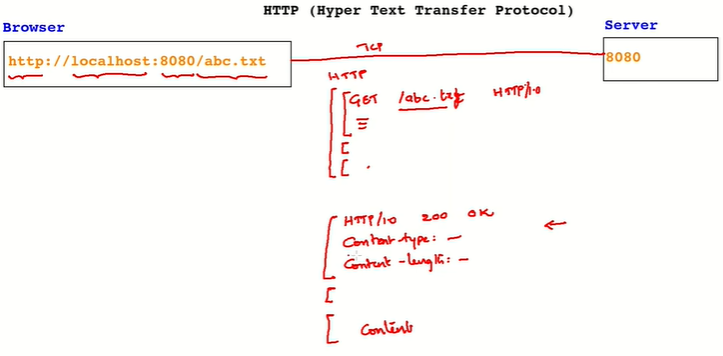 HTTP (Hyper Text Transfer Protocol)
Browser
Server
http://localhost:8080/abc.txt
TCP
8080
HTTP
GET /abc.txt HTTP/1.0
HTTP/1.0 200 OK
Content-type: —
Content-length: —
Content